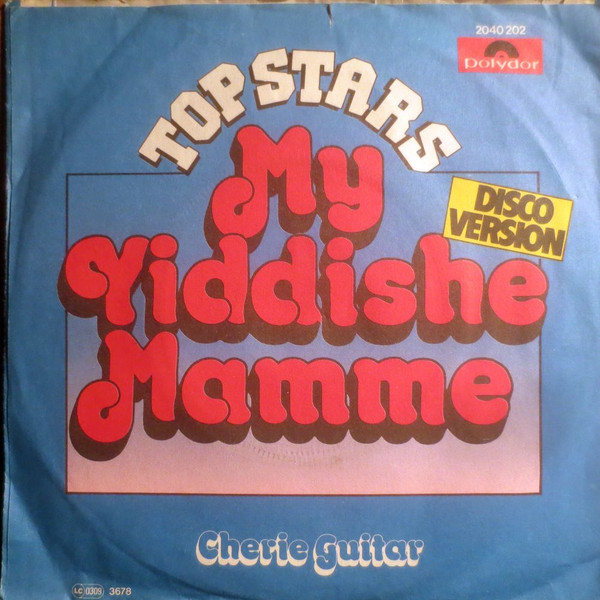 2040 202
polydor
TOP STARS
My
Yiddishe
Mamme
DISCO
VERSION
Cherie Guitar
LC 0309 3678